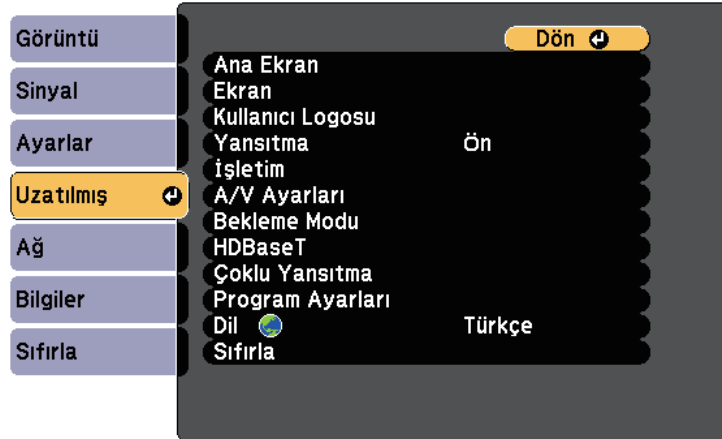 Görüntü
Sinyal
Ayarlar
Uzatılmış
Ağ
Bilgiler
Sıfırla
Dön
Ana Ekran
Ekran
Kullanıcı Logosu
Yansıtma Ön
İşletim
A/V Ayarları
Bekleme Modu
HDBaseT
Çoklu Yansıtma
Program Ayarları
Dil Türkçe
Sıfırla